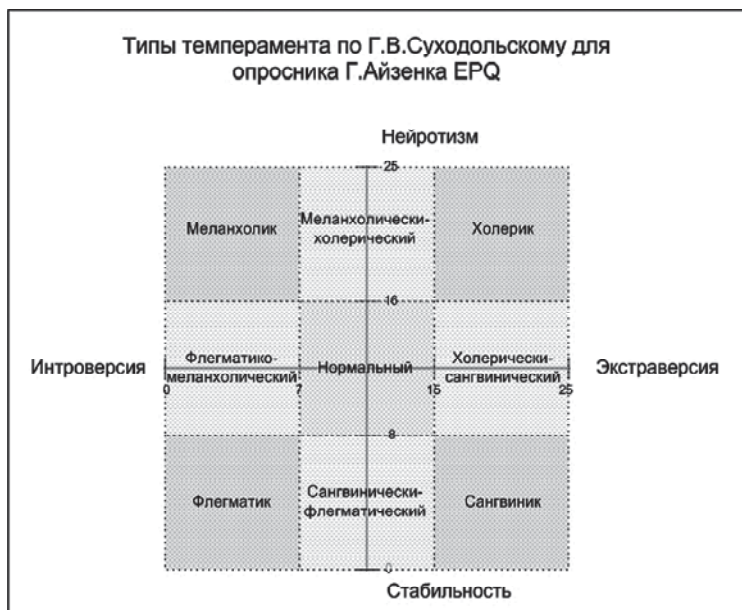 Типы темперамента по Г.В.Суходольскому для
опросника Г.Айзенка EPQ
Нейротизм
25
Меланхолик
Меланхолически-
холерический
Холерик
16
Интроверсия
Флегматико-
меланхолический
Нормальный
Холерически-
сангвинический
Экстраверсия
0
7
15
25
8
Флегматик
Сангвинически-
флегматический
Сангвиник
0
Стабильность